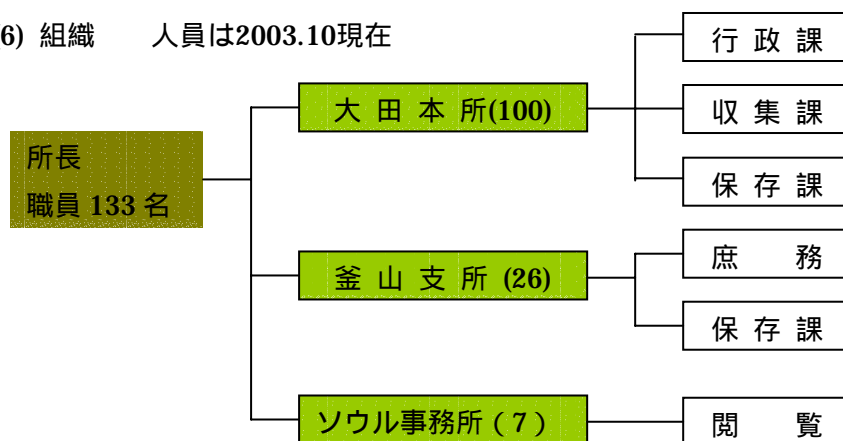 6) 組織　　人員は2003.10現在
行 政 課
大 田 本 所(100)
収 集 課
所長
職員 133 名
保 存 課
釜 山 支 所 (26)
庶　　務
保 存 課
ソウル事務所（ 7 ）
閲　　覧